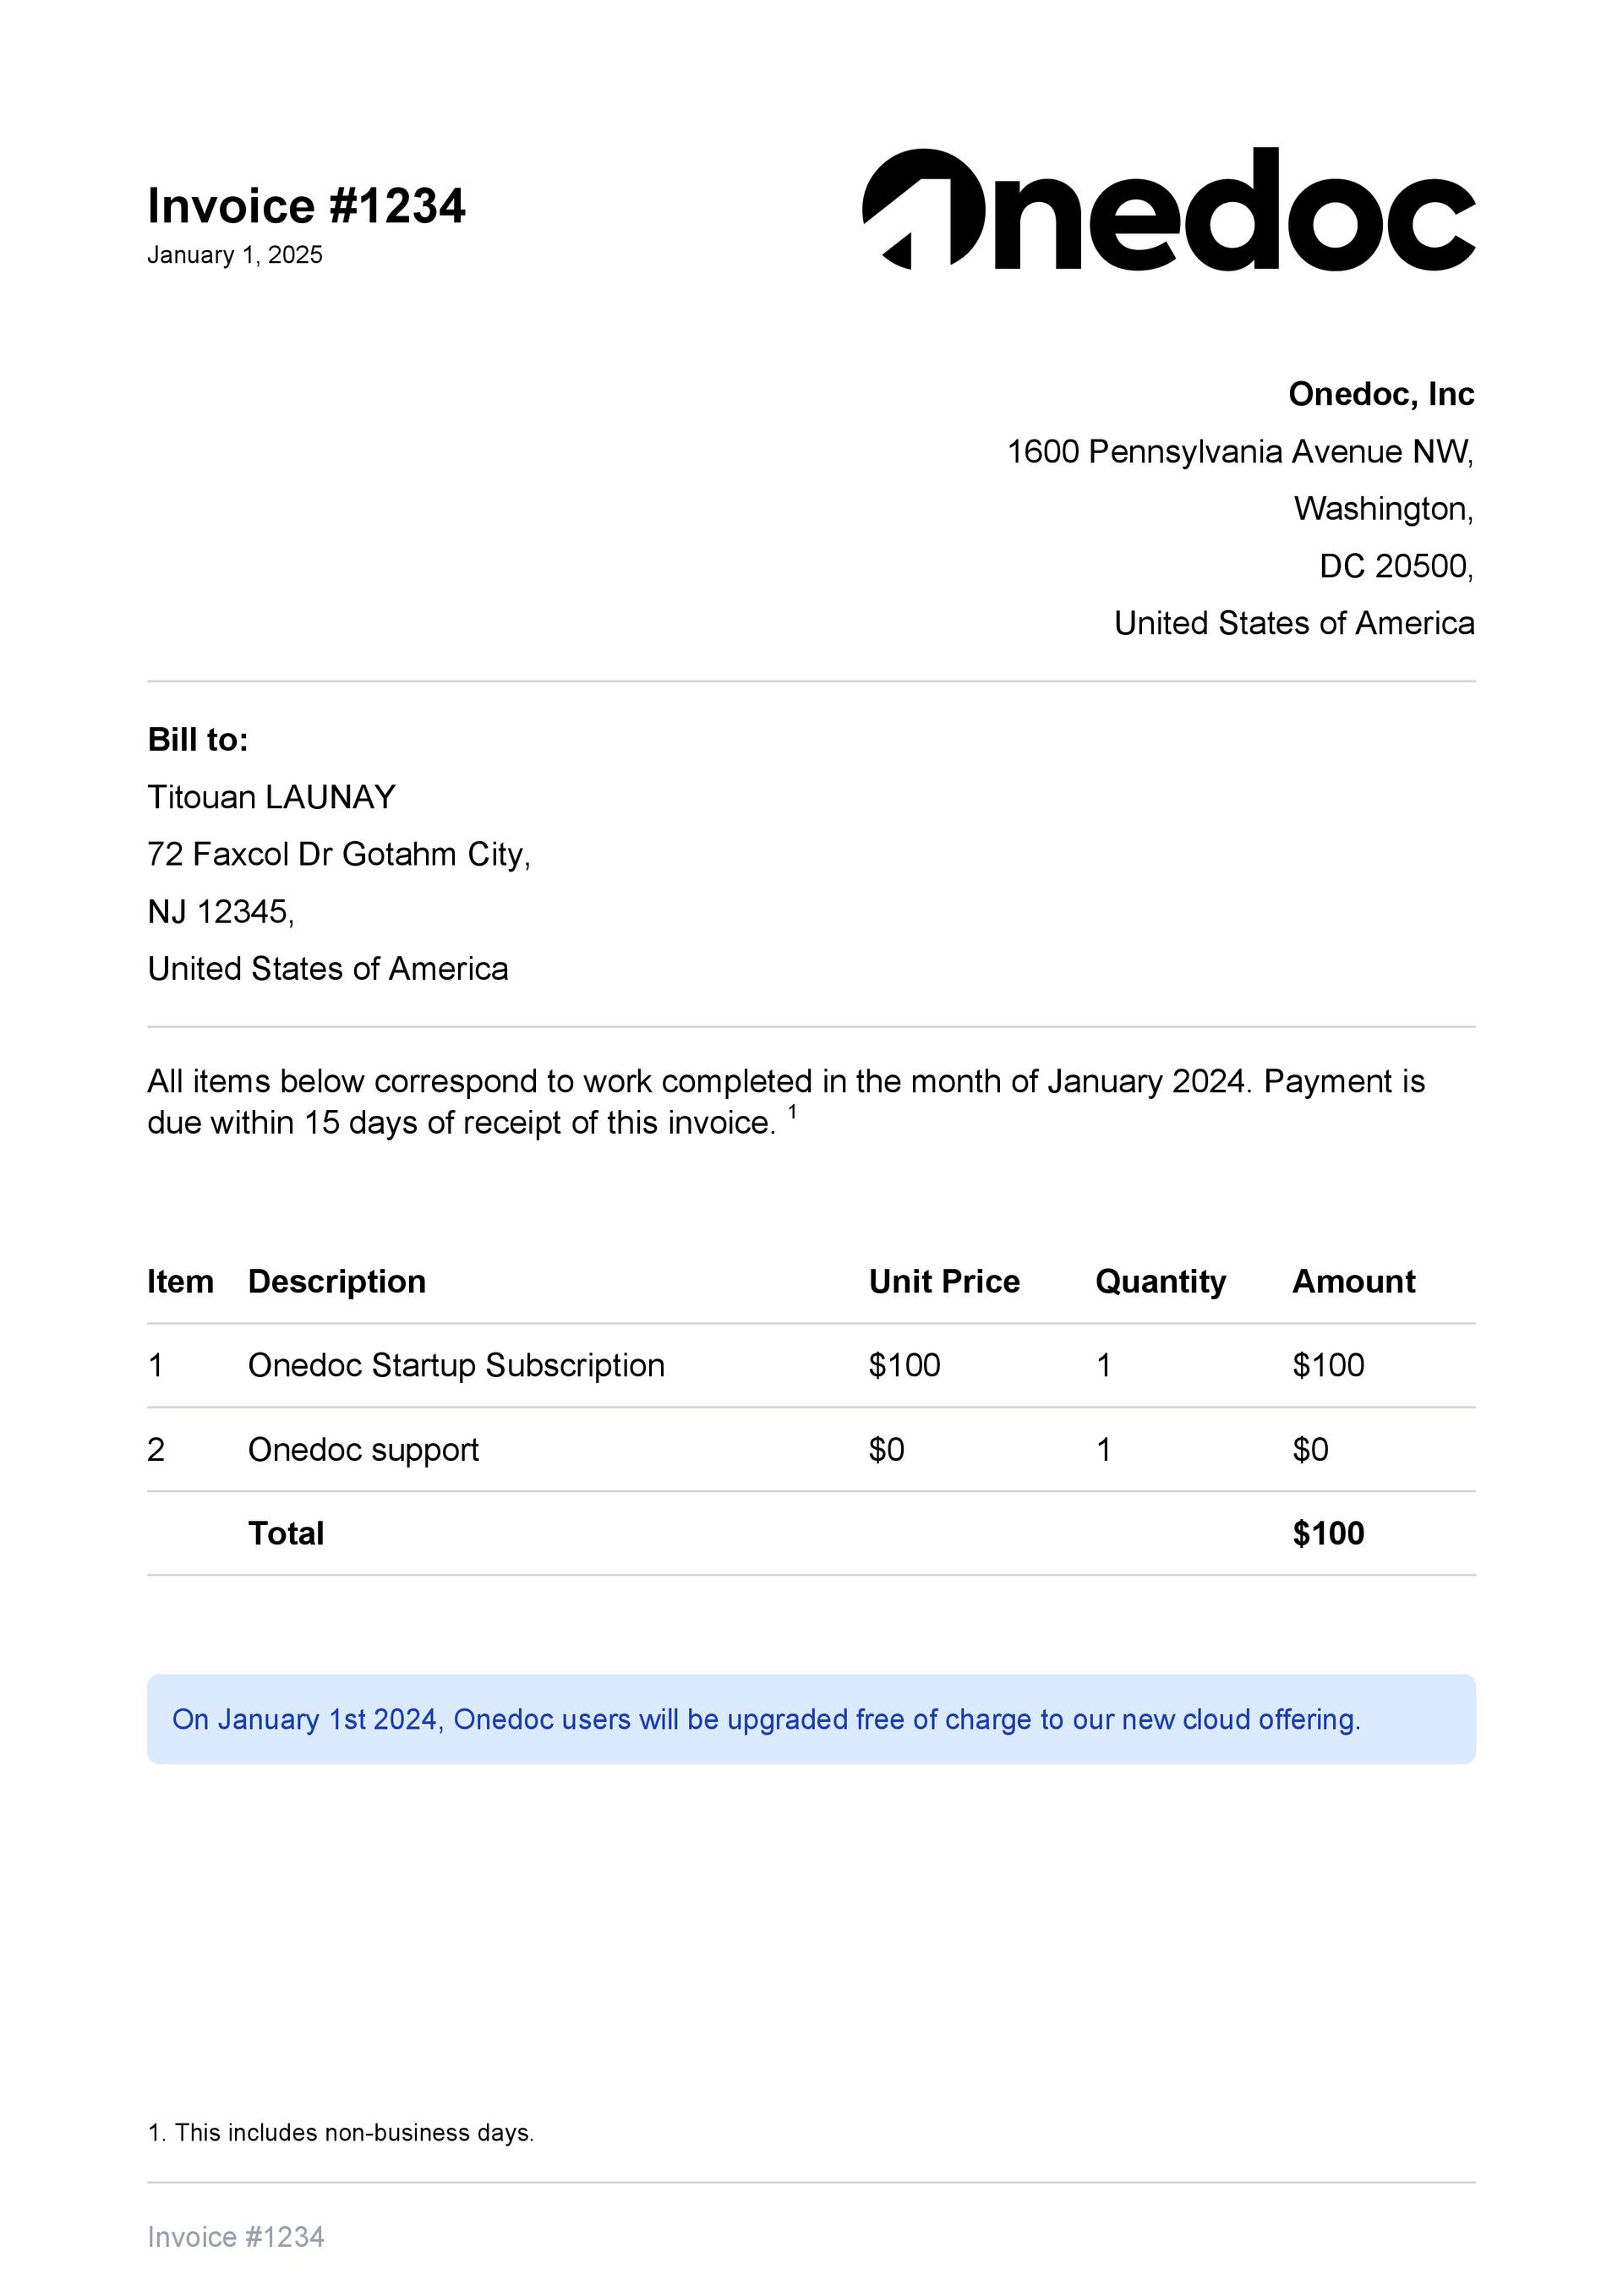 Invoice #1234
January 1, 2025
Onedoc
Onedoc, Inc
1600 Pennsylvania Avenue NW,
Washington,
DC 20500,
United States of America
Bill to:
Titouan LAUNAY
72 Faxcol Dr Gotahm City,
NJ 12345,
United States of America
All items below correspond to work completed in the month of January 2024. Payment is
due within 15 days of receipt of this invoice. 1
Item Description Unit Price Quantity Amount
1 Onedoc Startup Subscription $100 1 $100
2 Onedoc support $0 1 $0
Total $100
On January 1st 2024, Onedoc users will be upgraded free of charge to our new cloud offering.
1. This includes non-business days.
Invoice #1234